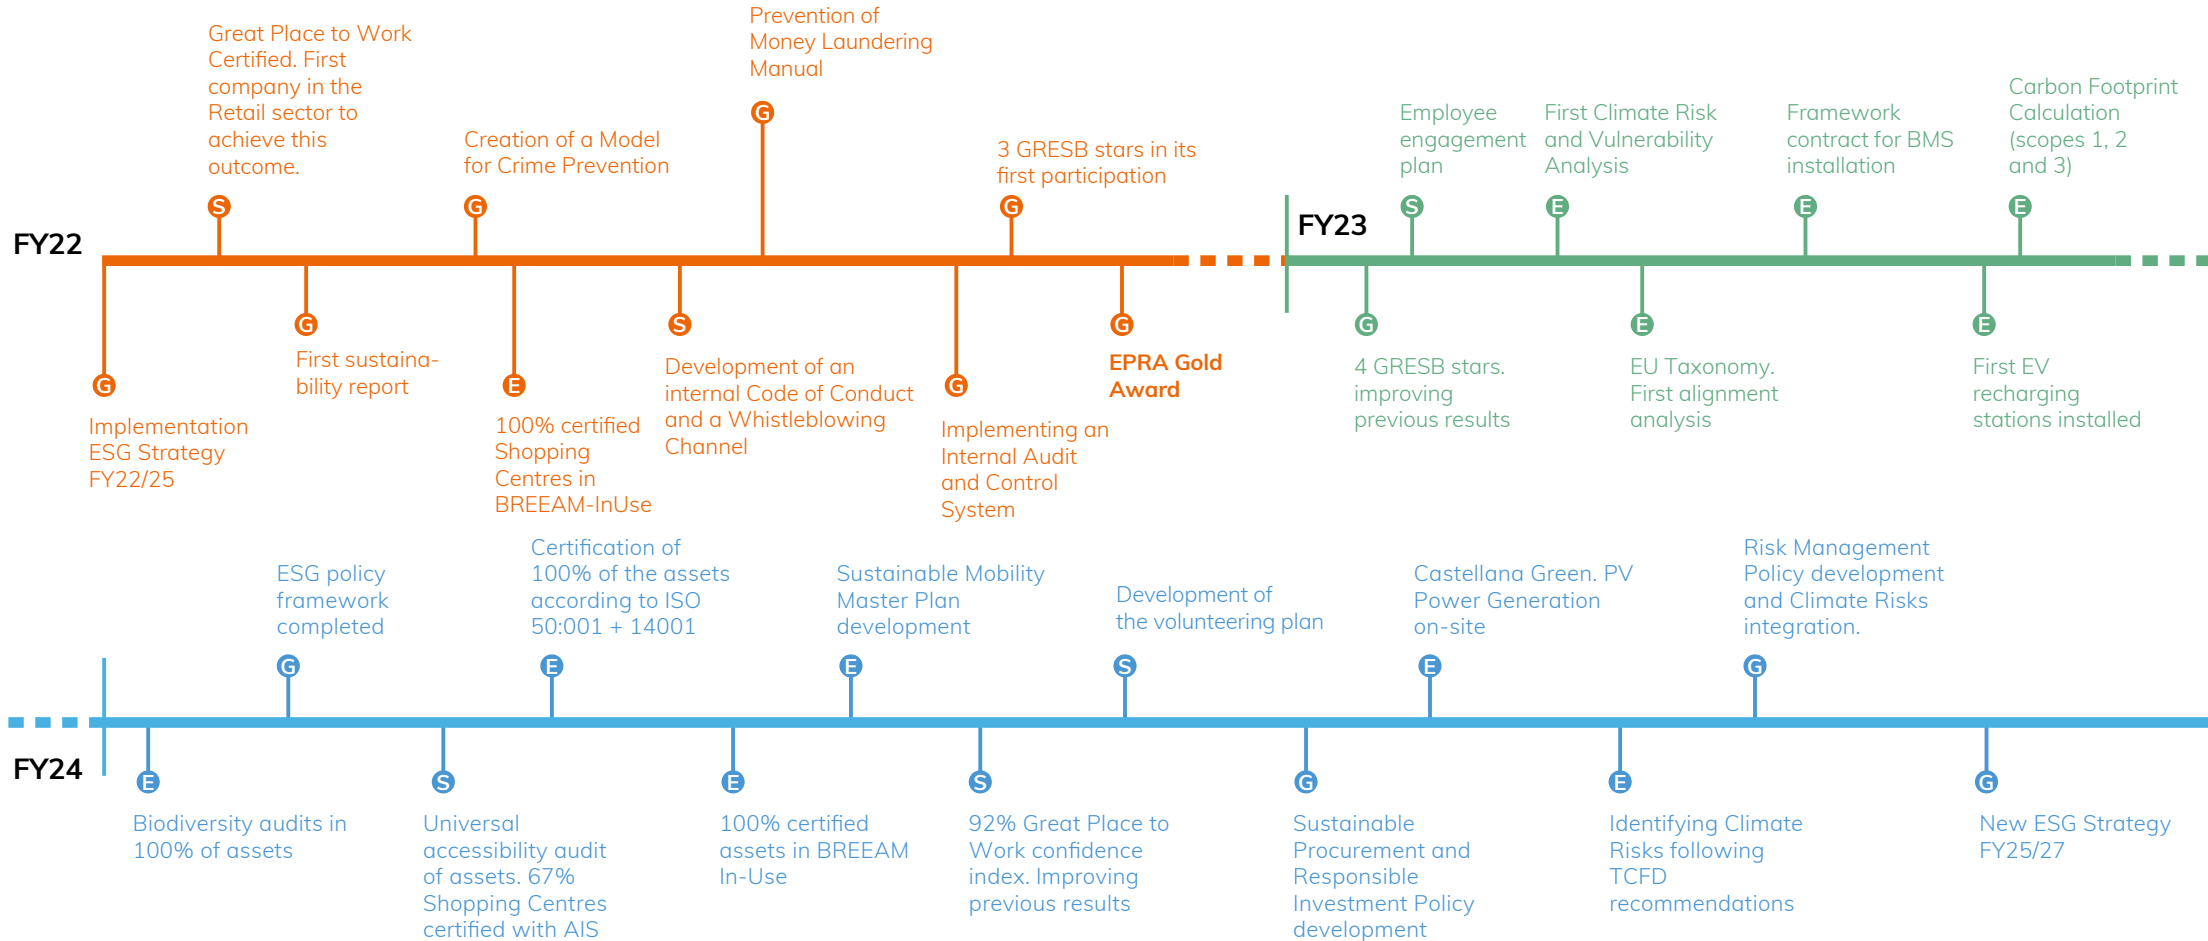 FY22
G
Implementation
ESG Strategy
FY22/25
Great Place to Work
Certified. First
company in the
Retail sector to
achieve this
outcome.
S
G
First sustaina-
bility report
Creation of a Model
for Crime Prevention
G
E
100% certified
Shopping
Centres in
BREEAM-InUse
S
Development of an
internal Code of Conduct
and a Whistleblowing
Channel
Prevention of
Money Laundering
Manual
G
G
Implementing an
Internal Audit
and Control
System
3 GRESB stars in its
first participation
G
G
EPRA Gold
Award
FY23
G
4 GRESB stars.
improving
previous results
Employee
engagement
plan
S
First Climate Risk
and Vulnerability
Analysis
E
E
EU Taxonomy.
First alignment
analysis
Framework
contract for BMS
installation
E
E
First EV
recharging
stations installed
Carbon Footprint
Calculation
(scopes 1, 2
and 3)
E
FY24
E
Biodiversity audits in
100% of assets
ESG policy
framework
completed
G
S
Universal
accessibility audit
of assets. 67%
Shopping Centres
certified with AIS
Certification of
100% of the assets
according to ISO
50:001 + 14001
E
E
100% certified
assets in BREEAM
In-Use
Sustainable Mobility
Master Plan
development
E
S
92% Great Place to
Work confidence
index. Improving
previous results
Development of
the volunteering plan
S
G
Sustainable
Procurement and
Responsible
Investment Policy
development
Castellana Green. PV
Power Generation
on-site
E
E
Identifying Climate
Risks following
TCFD
recommendations
Risk Management
Policy development
and Climate Risks
integration.
G
G
New ESG Strategy
FY25/27